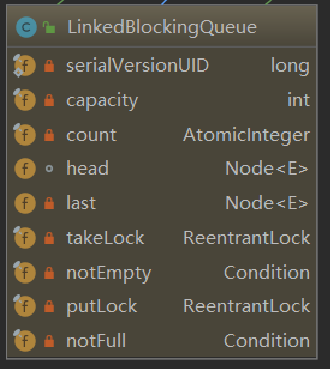 C LinkedBlockingQueue
f serialVersionUID long
f capacity int
f count AtomicInteger
f head Node<E>
f last Node<E>
f takeLock ReentrantLock
f notEmpty Condition
f putLock ReentrantLock
f notFull Condition